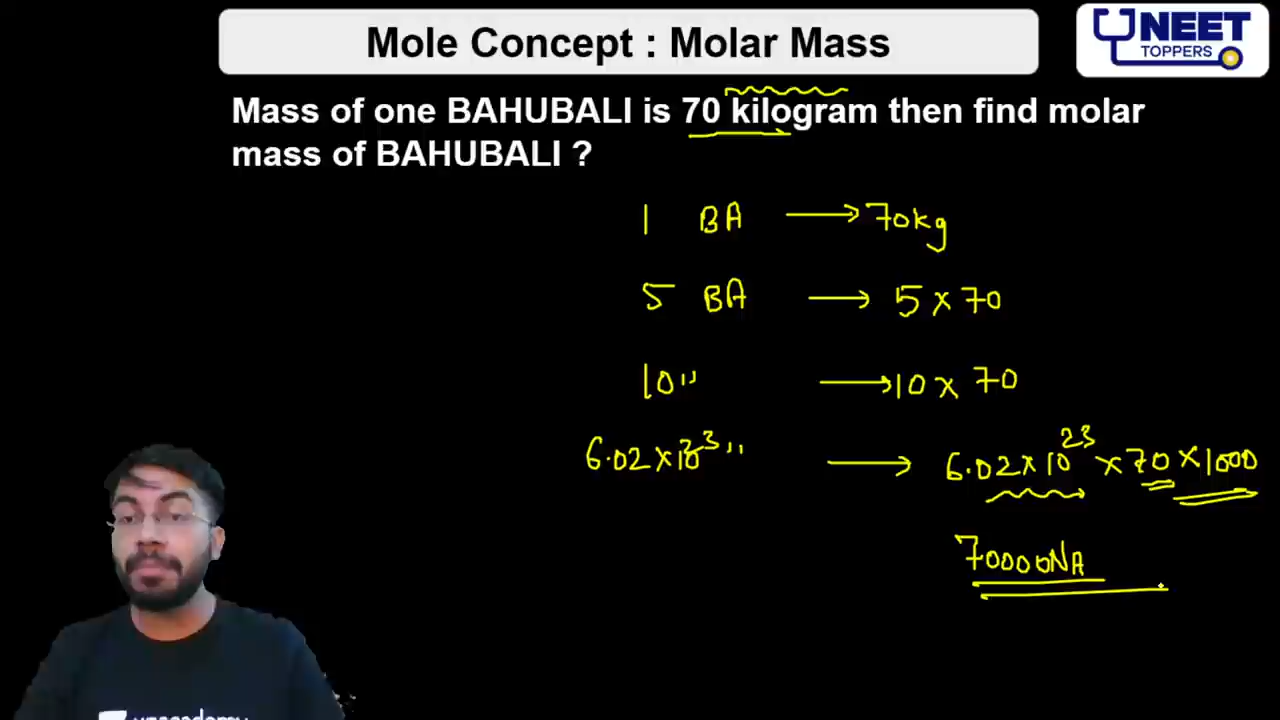 Mole Concept : Molar Mass
NEET
TOPPERS
Mass of one BAHUBALI is 70 kilogram then find molar
mass of BAHUBALI ?
1 BA → 70kg
5 BA → 5 × 70
10 " → 10 × 70
6.02 × 10²³ " → 6.02 × 10²³ × 70 × 1000
70000NA